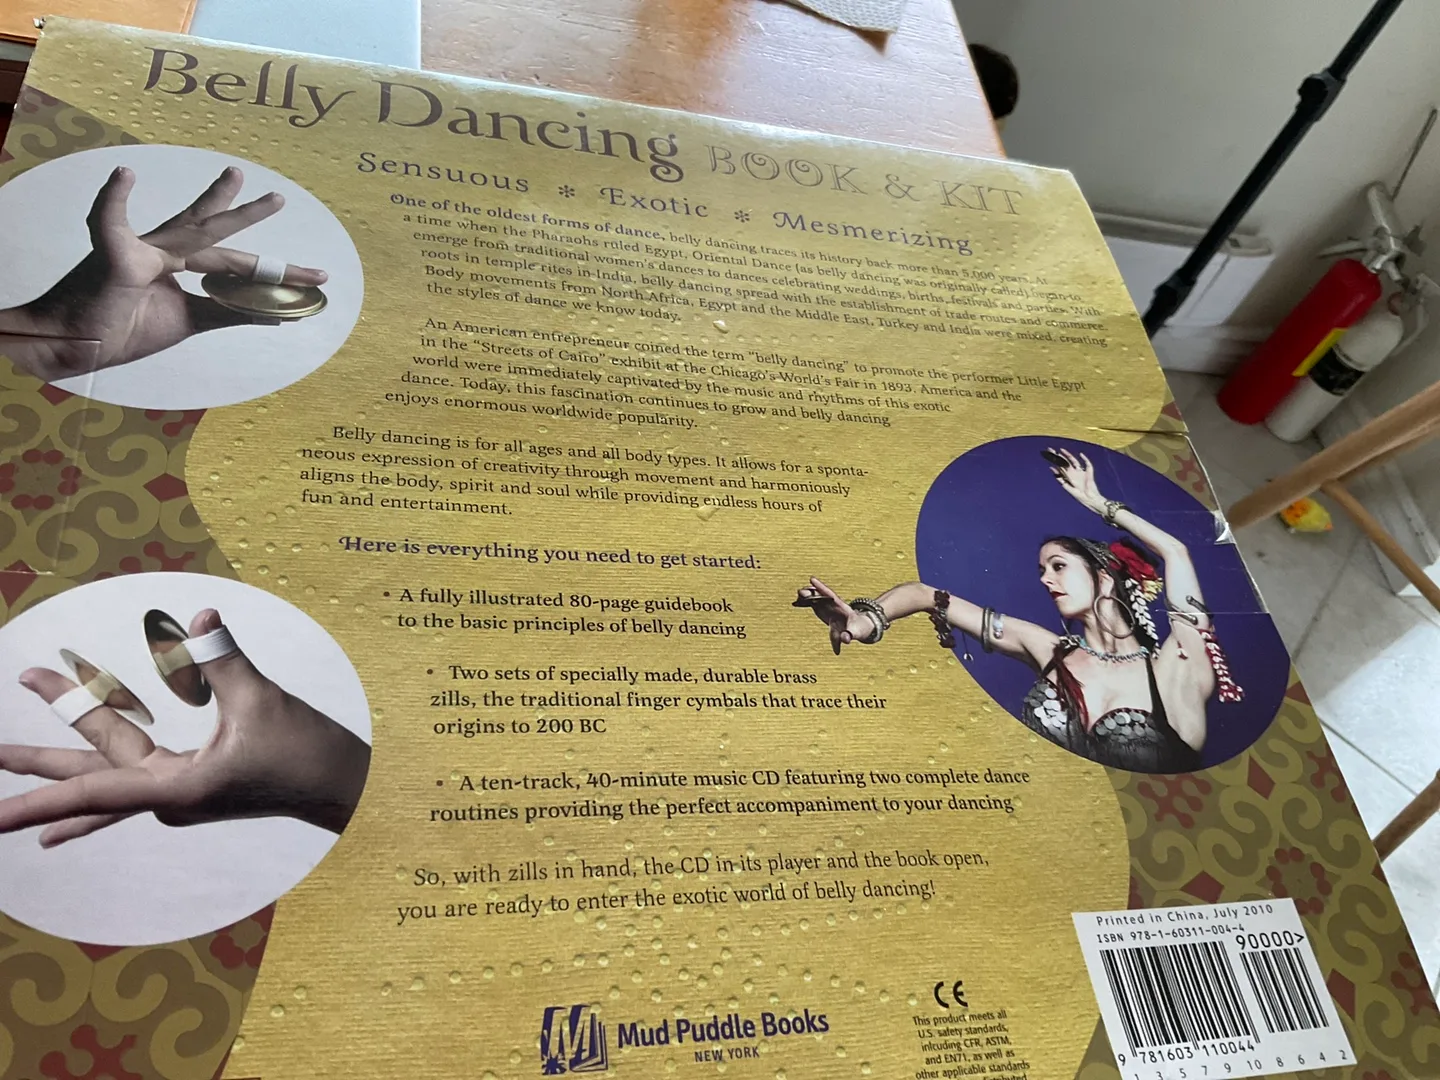 Belly Dancing BOOK & KIT
Sensuous * Exotic * Mesmerizing
One of the oldest forms of dance, belly dancing traces its history back more than 5,000 years. At
a time when the Pharaohs ruled Egypt, Oriental Dance (as belly dancing was originally called) began to
emerge from traditional women's dances to dances celebrating weddings, births, festivals and parties. With
roots in temple rites in India, belly dancing spread with the establishment of trade routes and commerce.
Body movements from North Africa, Egypt and the Middle East, Turkey and India were mixed, creating
the styles of dance we know today.
An American entrepreneur coined the term "belly dancing" to promote the performer Little Egypt
in the "Streets of Cairo" exhibit at the Chicago's World's Fair in 1893. America and the
world were immediately captivated by the music and rhythms of this exotic
dance. Today, this fascination continues to grow and belly dancing
enjoys enormous worldwide popularity.
Belly dancing is for all ages and all body types. It allows for a sponta-
neous expression of creativity through movement and harmoniously
aligns the body, spirit and soul while providing endless hours of
fun and entertainment.
Here is everything you need to get started:
• A fully illustrated 80-page guidebook
to the basic principles of belly dancing
• Two sets of specially made, durable brass
zills, the traditional finger cymbals that trace their
origins to 200 BC
• A ten-track, 40-minute music CD featuring two complete dance
routines providing the perfect accompaniment to your dancing
So, with zills in hand, the CD in its player and the book open,
you are ready to enter the exotic world of belly dancing!
Mud Puddle Books
NEW YORK
CE
This product meets all
U.S. safety standards,
inlcuding CFR, ASTM,
and EN71, as well as
other applicable standards
Printed in China, July 2010
ISBN 978-1-60311-004-4
90000>
9 781603 110044
1 3 5 7 9 10 8 6 4 2